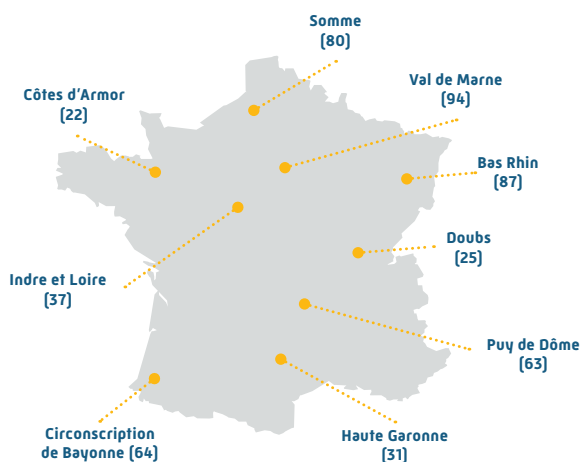 Somme
(80)
Val de Marne
(94)
Côtes d'Armor
(22)
Bas Rhin
(87)
Doubs
(25)
Indre et Loire
(37)
Puy de Dôme
(63)
Circonscription
de Bayonne (64)
Haute Garonne
(31)